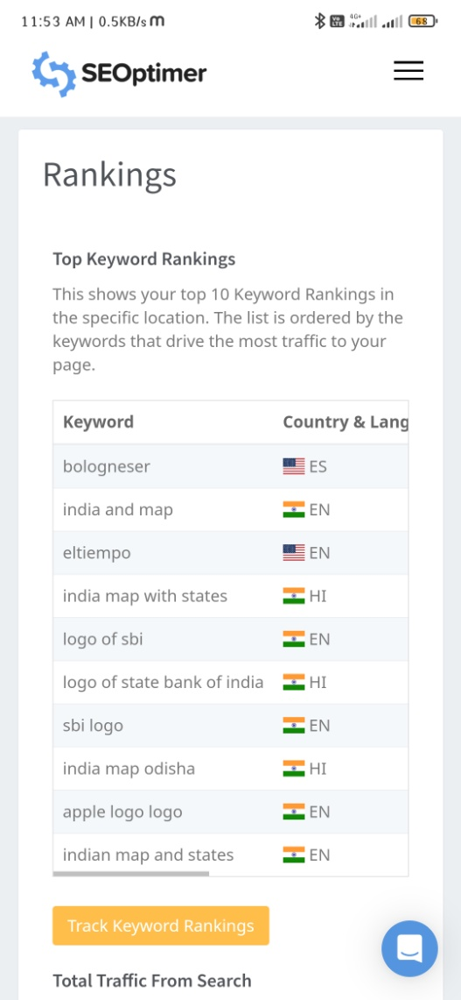 11:53 AM | 0.5KB/s m
Vo LTE 4G+ 68
SEOptimer
Rankings
Top Keyword Rankings
This shows your top 10 Keyword Rankings in
the specific location. The list is ordered by the
keywords that drive the most traffic to your
page.
Keyword Country & Lang
bologneser ES
india and map EN
eltiempo EN
india map with states HI
logo of sbi EN
logo of state bank of india HI
sbi logo EN
india map odisha HI
apple logo logo EN
indian map and states EN
Track Keyword Rankings
Total Traffic From Search